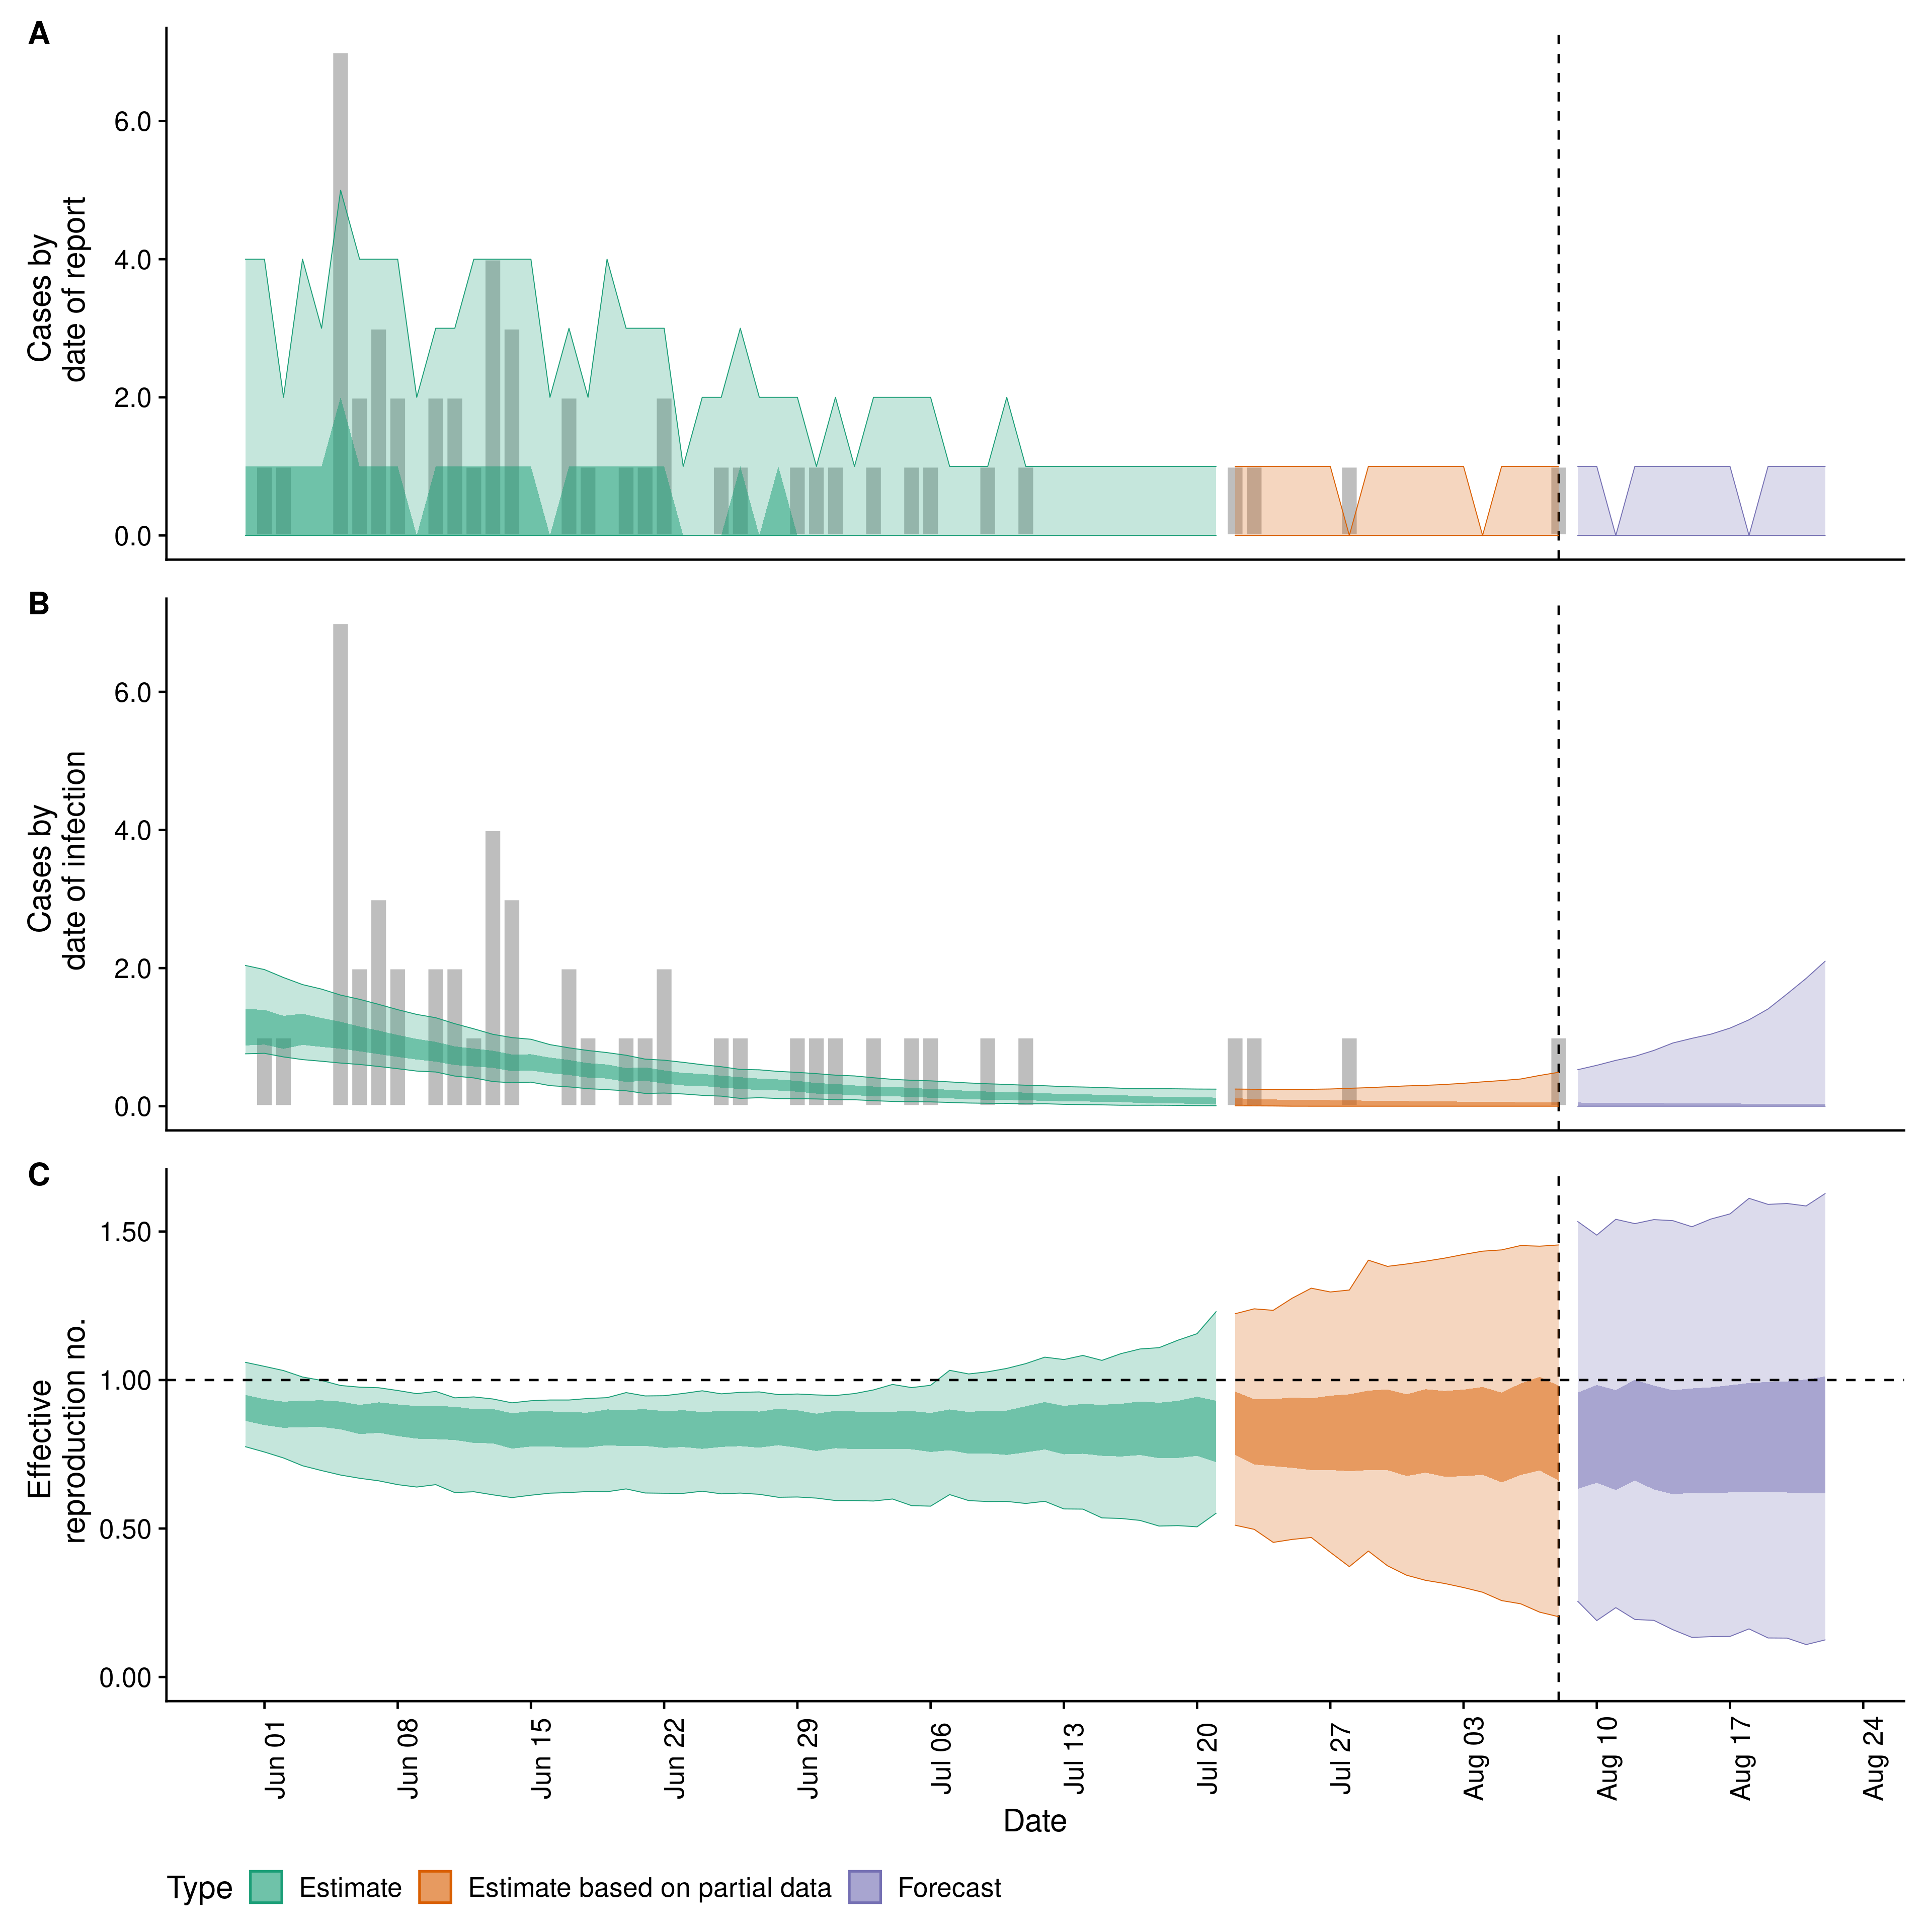 A
Cases by
date of report
6.0
4.0
2.0
0.0
B
Cases by
date of infection
6.0
4.0
2.0
0.0
C
Effective
reproduction no.
1.50
1.00
0.50
0.00
Jun 01
Jun 08
Jun 15
Jun 22
Jun 29
Jul 06
Jul 13
Jul 20
Jul 27
Aug 03
Aug 10
Aug 17
Aug 24
Date
Type Estimate Estimate based on partial data Forecast